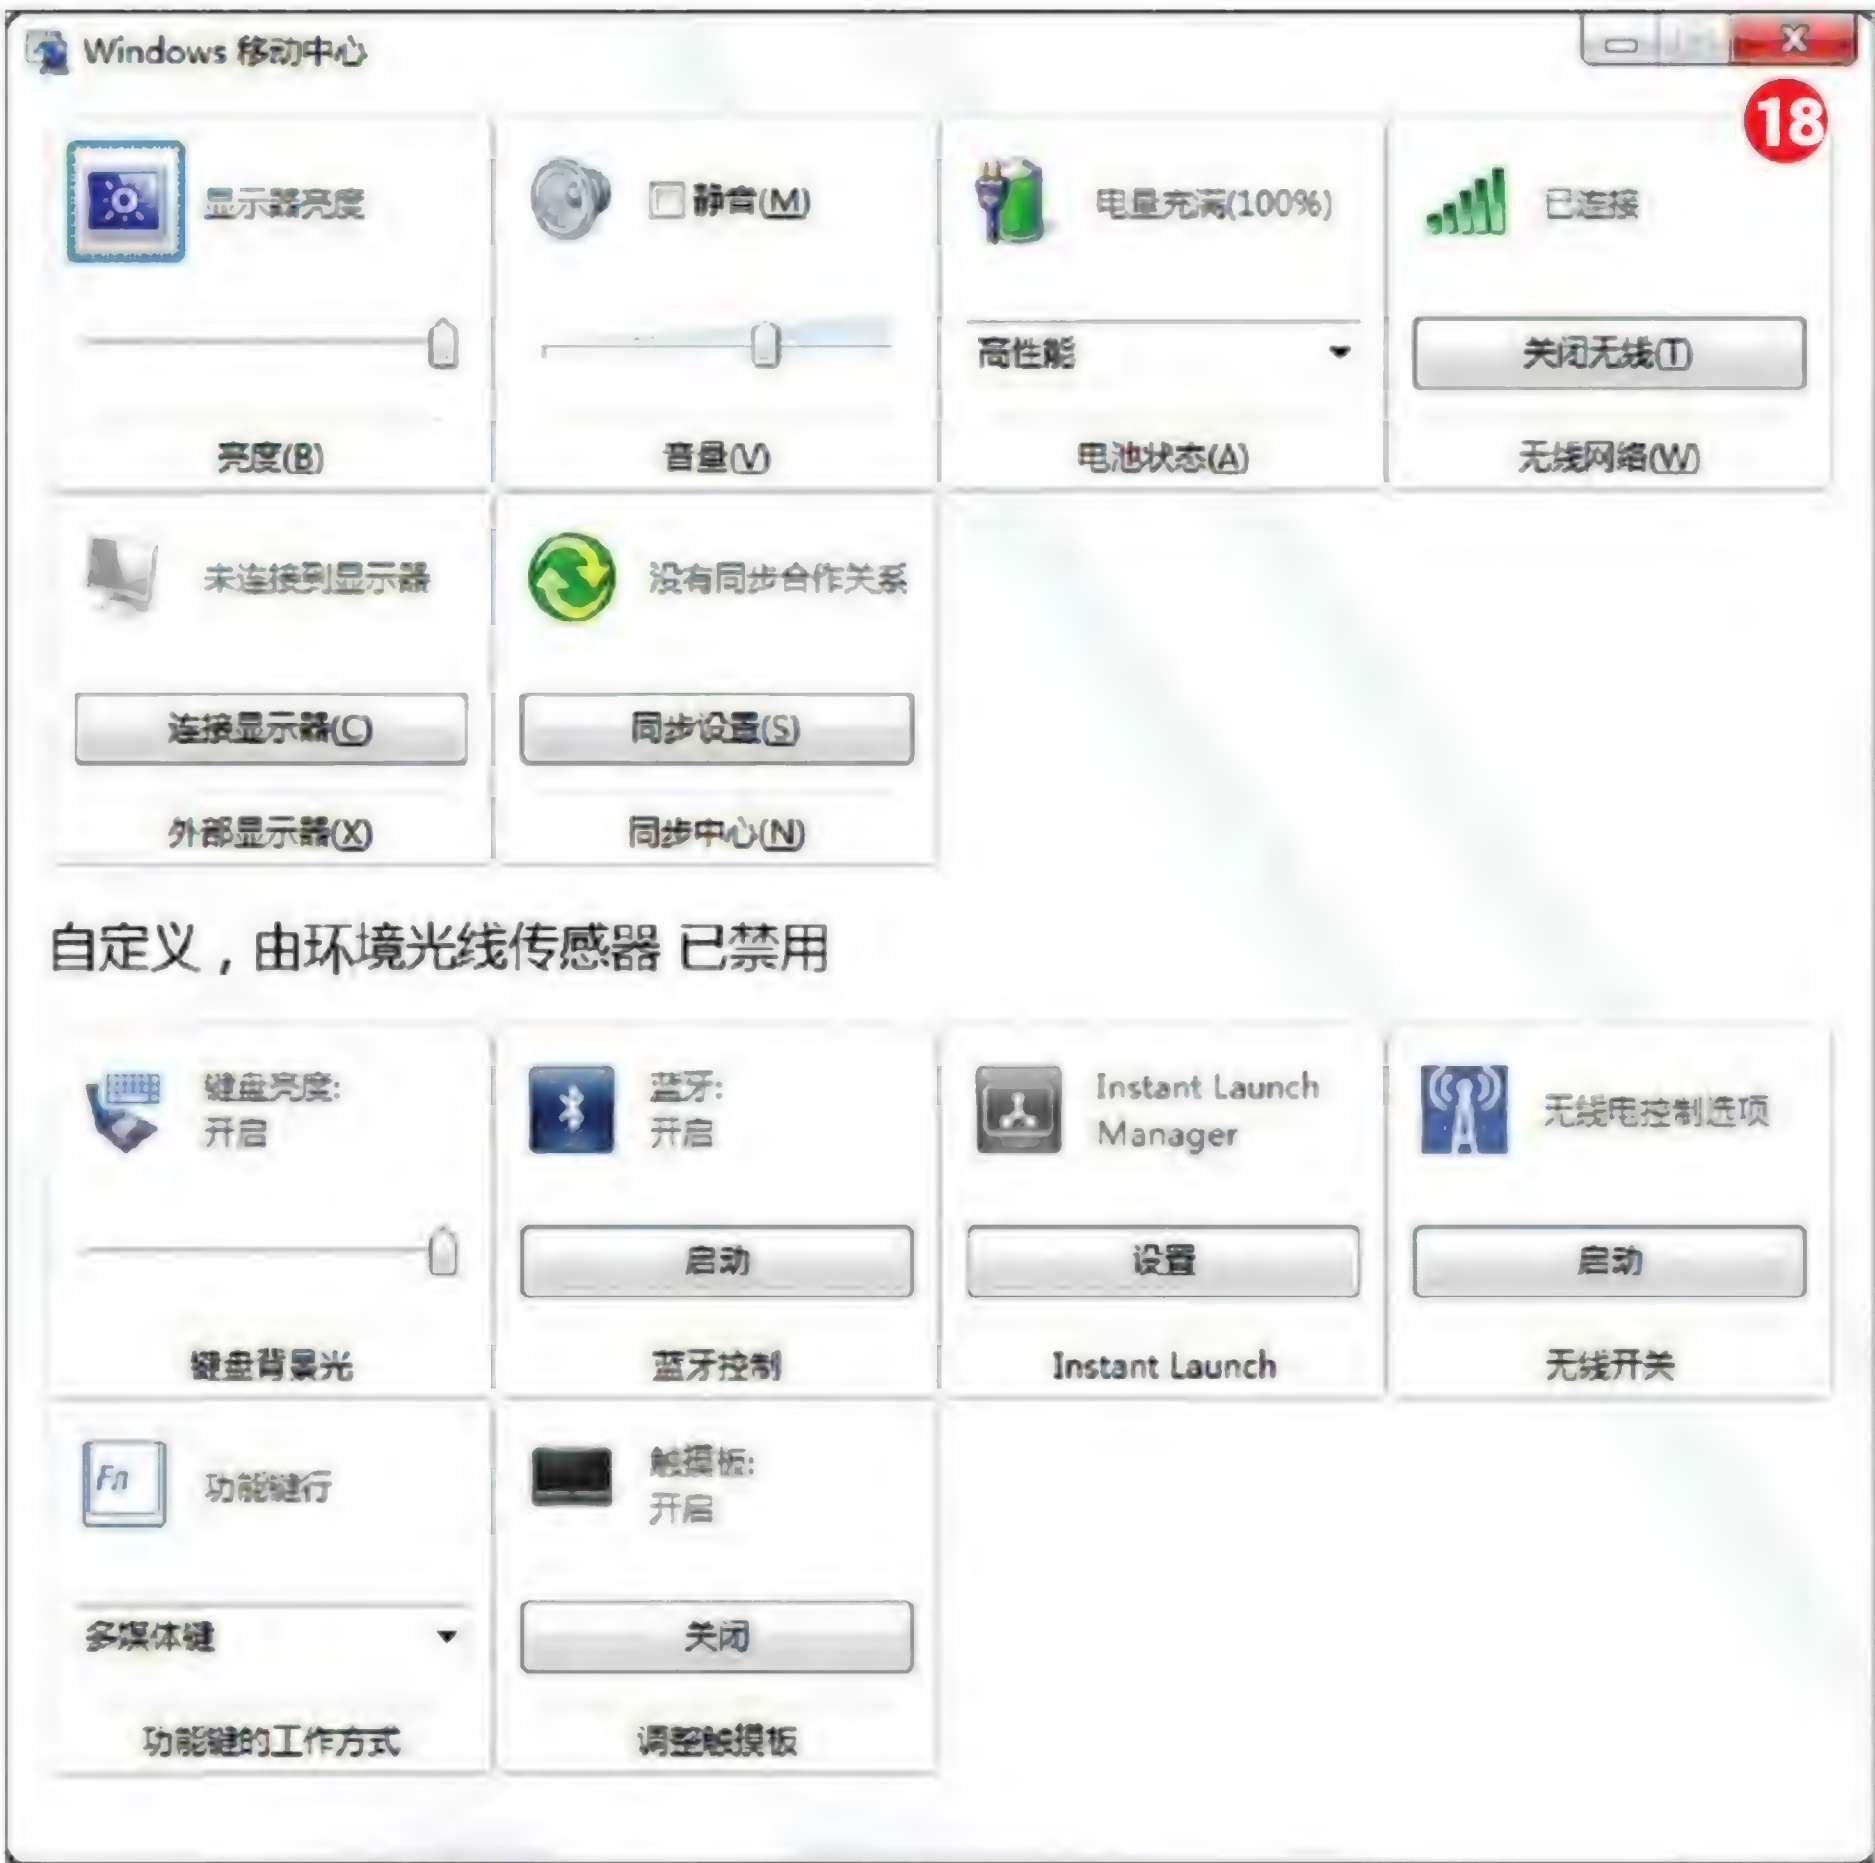 Windows 移动中心
18
显示器亮度
静音(M)
电量充满(100%)
已连接
高性能
关闭无线(T)
亮度(B)
音量(V)
电池状态(A)
无线网络(W)
未连接到显示器
没有同步合作关系
连接显示器(C)
同步设置(S)
外部显示器(X)
同步中心(N)
自定义，由环境光线传感器 已禁用
键盘亮度:
开启
蓝牙:
开启
Instant Launch
Manager
无线电控制选项
启动
设置
启动
键盘背景光
蓝牙控制
Instant Launch
无线开关
Fn
功能键行
触摸板:
开启
多媒体键
关闭
功能键的工作方式
调整触摸板